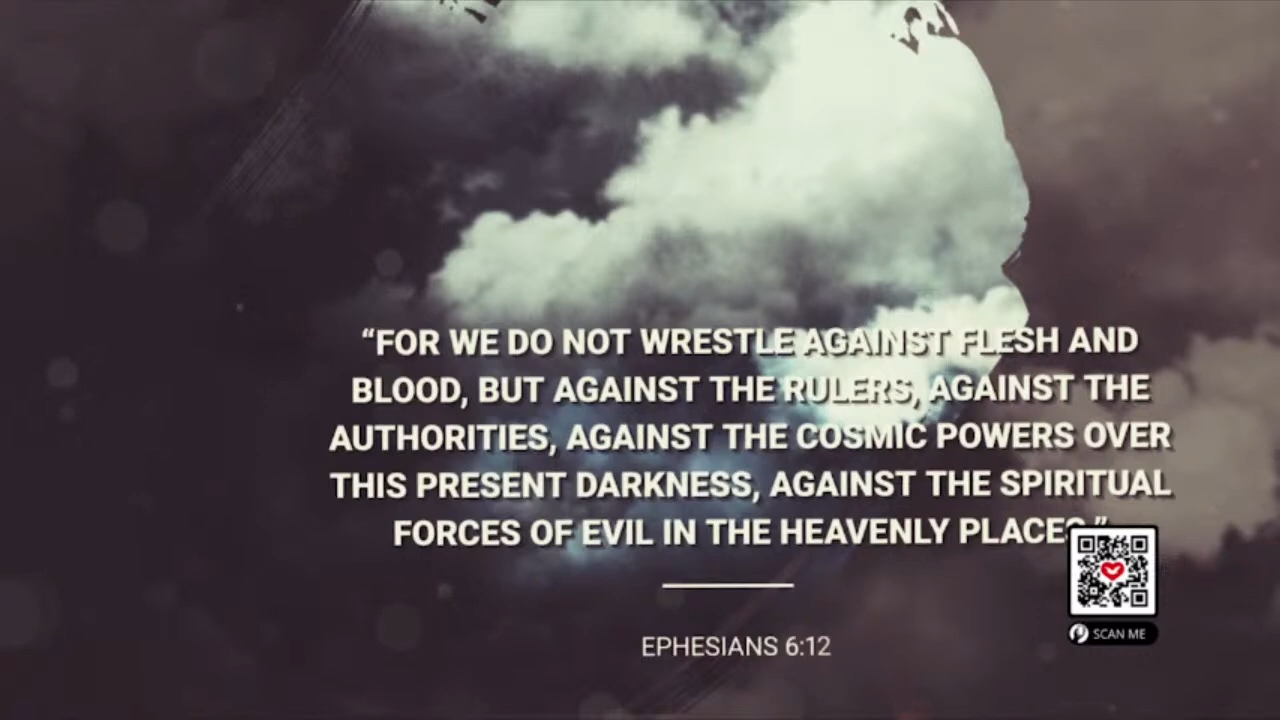 “FOR WE DO NOT WRESTLE AGAINST FLESH AND
BLOOD, BUT AGAINST THE RULERS, AGAINST THE
AUTHORITIES, AGAINST THE COSMIC POWERS OVER
THIS PRESENT DARKNESS, AGAINST THE SPIRITUAL
FORCES OF EVIL IN THE HEAVENLY PLACES.”
EPHESIANS 6:12
SCAN ME